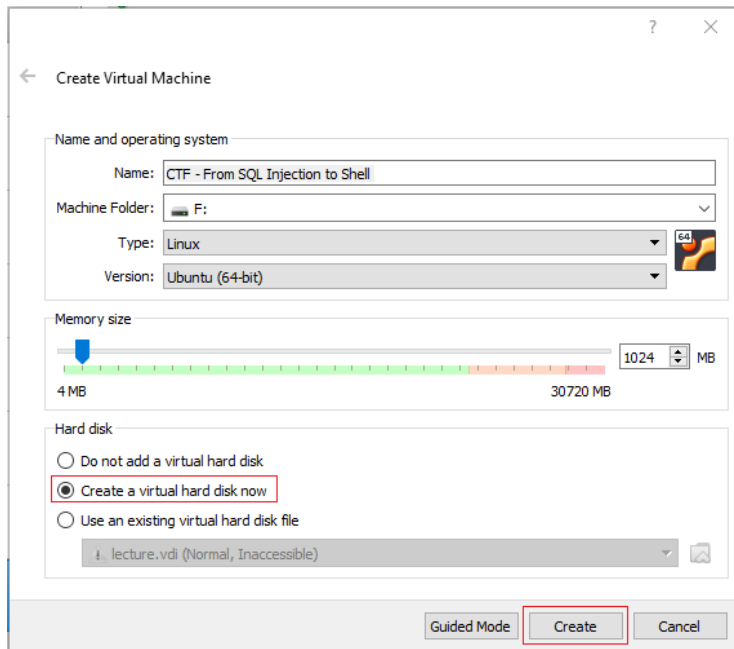 ?
Create Virtual Machine
Name and operating system
Name: CTF - From SQL Injection to Shell
Machine Folder: F:
Type: Linux
64
Version: Ubuntu (64-bit)
Memory size
1024 MB
4 MB 30720 MB
Hard disk
Do not add a virtual hard disk
Create a virtual hard disk now
Use an existing virtual hard disk file
lecture.vdi (Normal, Inaccessible)
Guided Mode Create Cancel